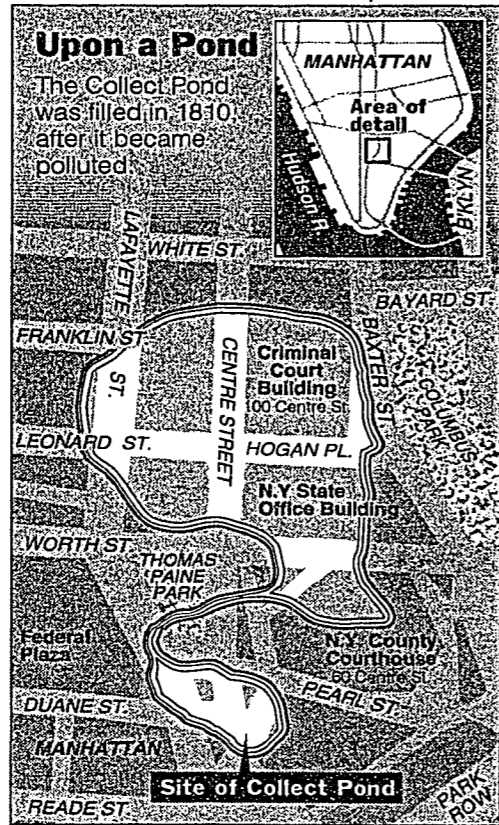 Upon a Pond
The Collect Pond
was filled in 1810,
after it became
polluted.
MANHATTAN
Area of
detail
Hudson R.
BKLYN
LAFAYETTE
ST.
WHITE ST.
BAYARD ST.
FRANKLIN ST.
CENTRE STREET
Criminal
Court
Building
100 Centre St.
BAXTER ST.
COLUMBUS
PARK
LEONARD ST.
HOGAN PL.
N.Y State
Office Building
WORTH ST.
THOMAS
PAINE
PARK
Federal
Plaza
N.Y. County
Courthouse
60 Centre St.
PEARL ST.
DUANE ST.
MANHATTAN
Site of Collect Pond
READE ST.
PARK
ROW